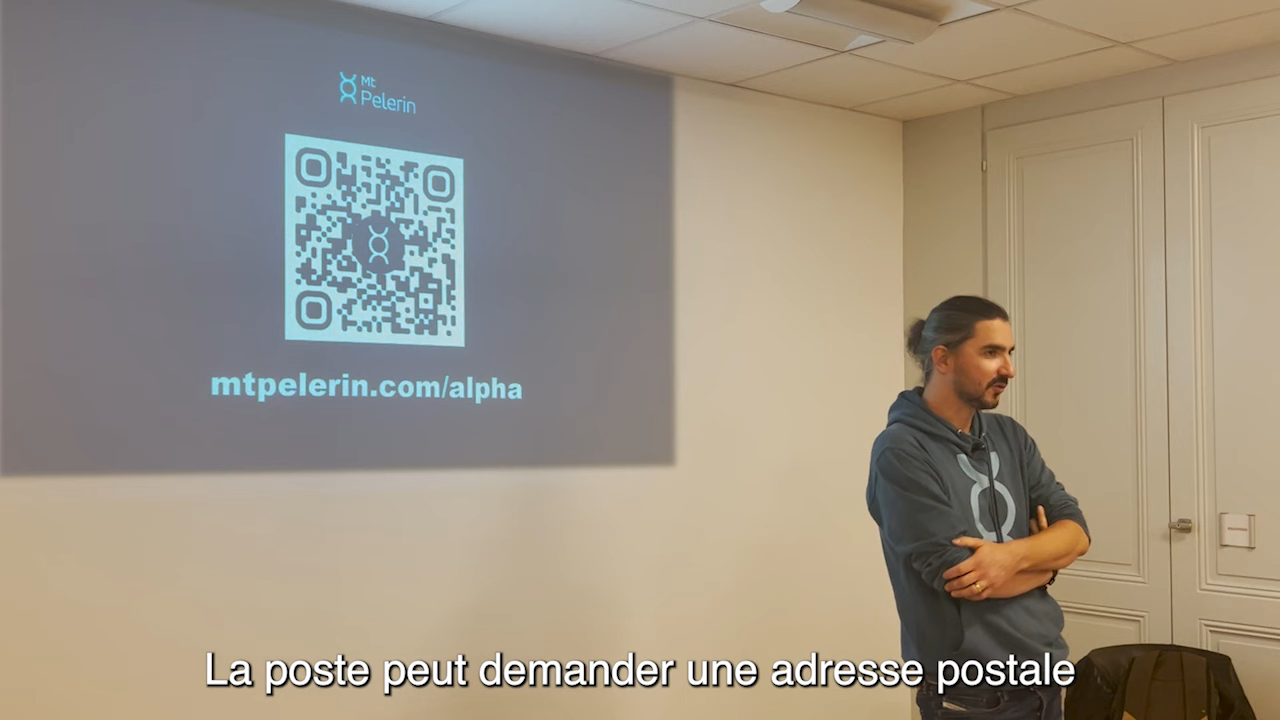 Mt
Pelerin
mtpelerin.com/alpha
La poste peut demander une adresse postale